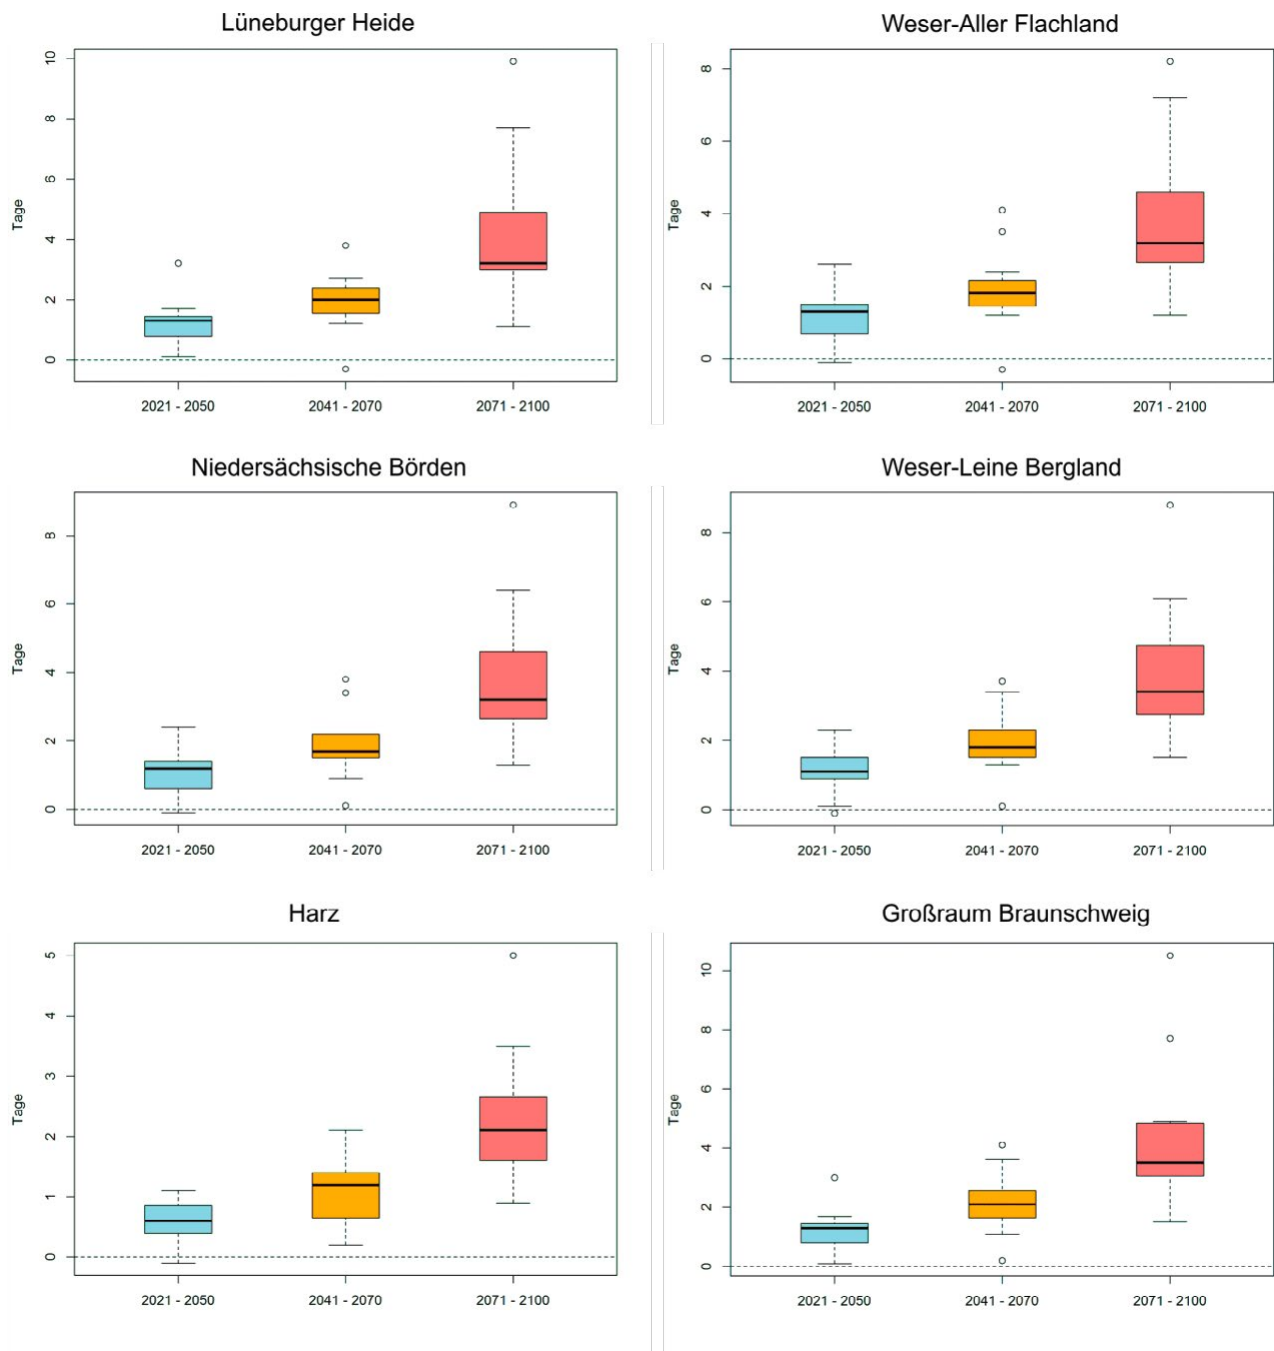 Lüneburger Heide
Weser-Aller Flachland
Tage
10
8
6
4
2
0
2021 - 2050
2041 - 2070
2071 - 2100
Tage
8
6
4
2
0
2021 - 2050
2041 - 2070
2071 - 2100
Niedersächsische Börden
Weser-Leine Bergland
Tage
8
6
4
2
0
2021 - 2050
2041 - 2070
2071 - 2100
Tage
8
6
4
2
0
2021 - 2050
2041 - 2070
2071 - 2100
Harz
Großraum Braunschweig
Tage
5
4
3
2
1
0
2021 - 2050
2041 - 2070
2071 - 2100
Tage
10
8
6
4
2
0
2021 - 2050
2041 - 2070
2071 - 2100